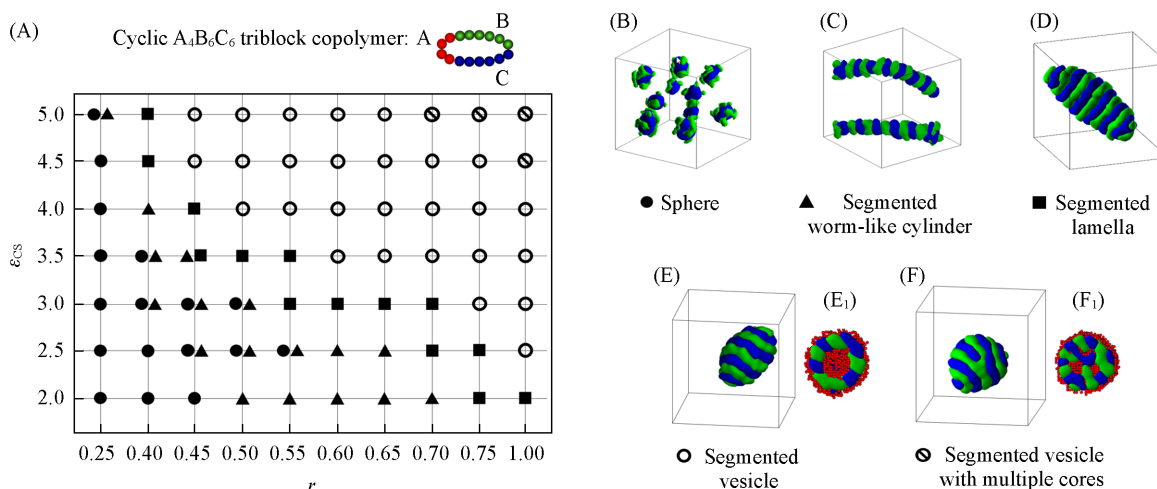 (A)
Cyclic A₄B₆C₆ triblock copolymer: A
B
C
εCS
5.0
4.5
4.0
3.5
3.0
2.5
2.0
0.25 0.40 0.45 0.50 0.55 0.60 0.65 0.70 0.75 1.00
r
(B)
(C)
(D)
Sphere
Segmented
worm-like cylinder
Segmented
lamella
(E)
(E₁)
(F)
(F₁)
Segmented
vesicle
Segmented vesicle
with multiple cores